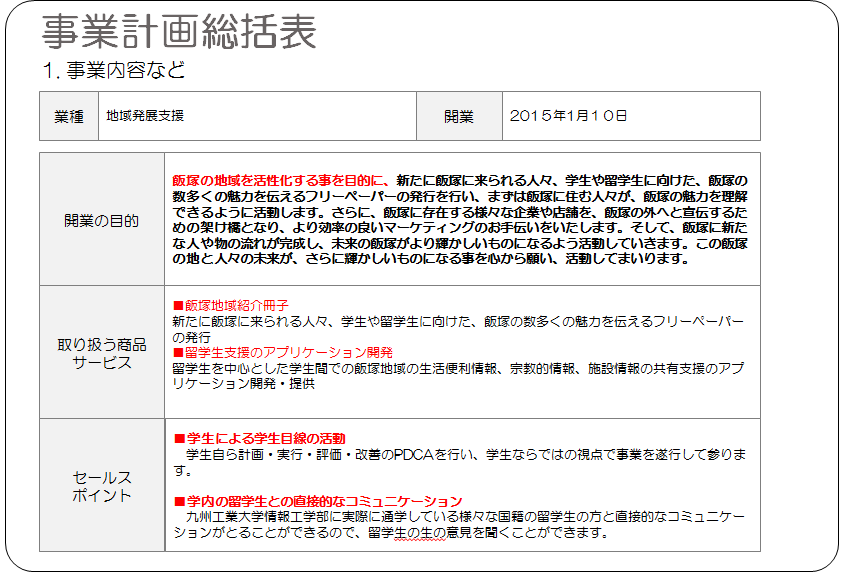 事業計画総括表
１．事業内容など
業種
地域発展支援
開業
２０１５年１月１０日
開業の目的
飯塚の地域を活性化する事を目的に、新たに飯塚に来られる人々、学生や留学生に向けた、飯塚の
数多くの魅力を伝えるフリーペーパーの発行を行い、まずは飯塚に住む人々が、飯塚の魅力を理解
できるように活動します。さらに、飯塚に存在する様々な企業や店舗を、飯塚の外へと宣伝するた
めの架け橋となり、より効率の良いマーケティングのお手伝いをいたします。そして、飯塚に新た
な人や物の流れが完成し、未来の飯塚がより輝かしいものになるよう活動していきます。この飯塚
の地と人々の未来が、さらに輝かしいものになる事を心から願い、活動してまいります。
取り扱う商品
サービス
■飯塚地域紹介冊子
新たに飯塚に来られる人々、学生や留学生に向けた、飯塚の数多くの魅力を伝えるフリーペーパー
の発行
■留学生支援のアプリケーション開発
留学生を中心とした学生間での飯塚地域の生活便利情報、宗教的情報、施設情報の共有支援のアプ
リケーション開発・提供
セールス
ポイント
■学生による学生目線の活動
学生自ら計画・実行・評価・改善のPDCAを行い、学生ならではの視点で事業を遂行して参りま
す。
■学内の留学生との直接的なコミュニケーション
九州工業大学情報工学部に実際に通学している様々な国籍の留学生の方と直接的なコミュニケー
ションがとることができるので、留学生の生の意見を聞くことができます。